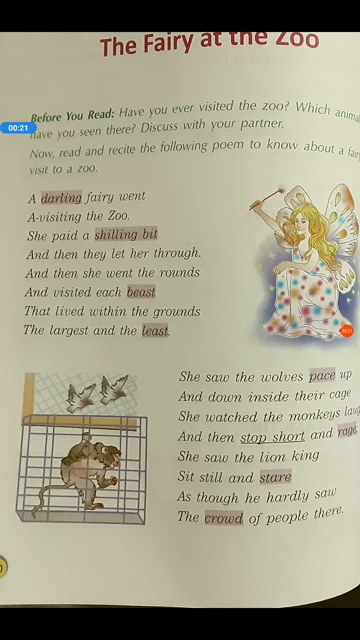 The Fairy at the Zoo
Before You Read: Have you ever visited the zoo? Which
have you seen there? Discuss with your partner.
Now, read and recite the following poem to know about a
visit to a zoo.
00:21
A darling fairy went
A-visiting the Zoo.
She paid a shilling bit
And then they let her through.
And then she went the rounds
And visited each beast
That lived within the grounds
The largest and the least.
She saw the wolves pace up
And down inside their cage
She watched the monkeys
And then stop short and rage.
She saw the lion king
Sit still and stare
As though he hardly saw
The crowd of people there.